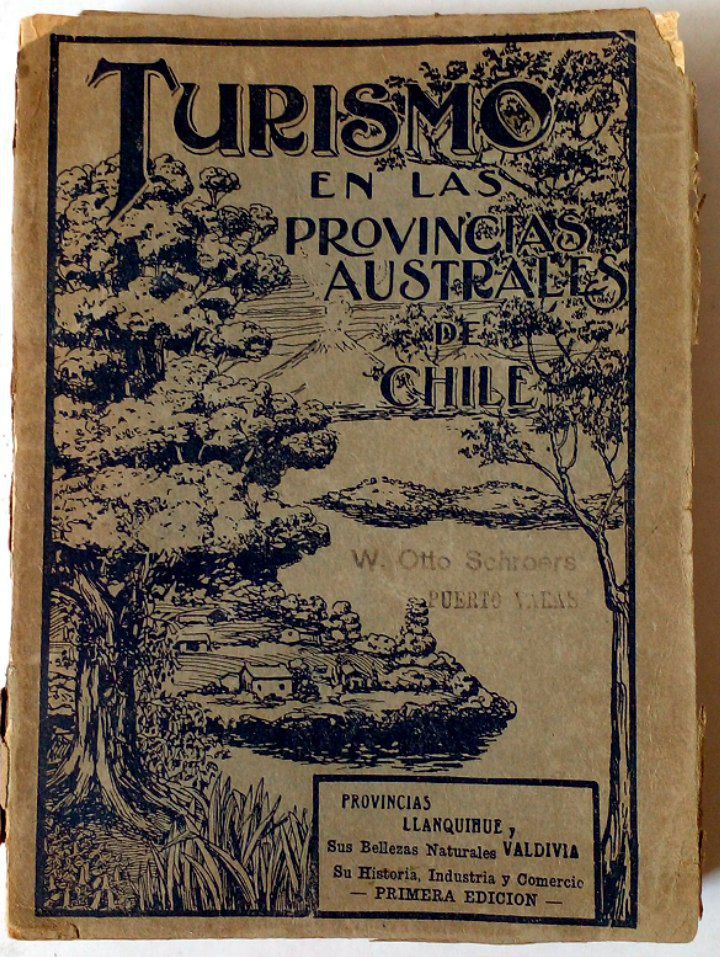 TURISMO
EN LAS
PROVINCIAS
AUSTRALES
DE
CHILE
W. Otto Schroers
PUERTO VARAS
PROVINCIAS
LLANQUIHUE y
Sus Bellezas Naturales VALDIVIA
Su Historia, Industria y Comercio
— PRIMERA EDICION —